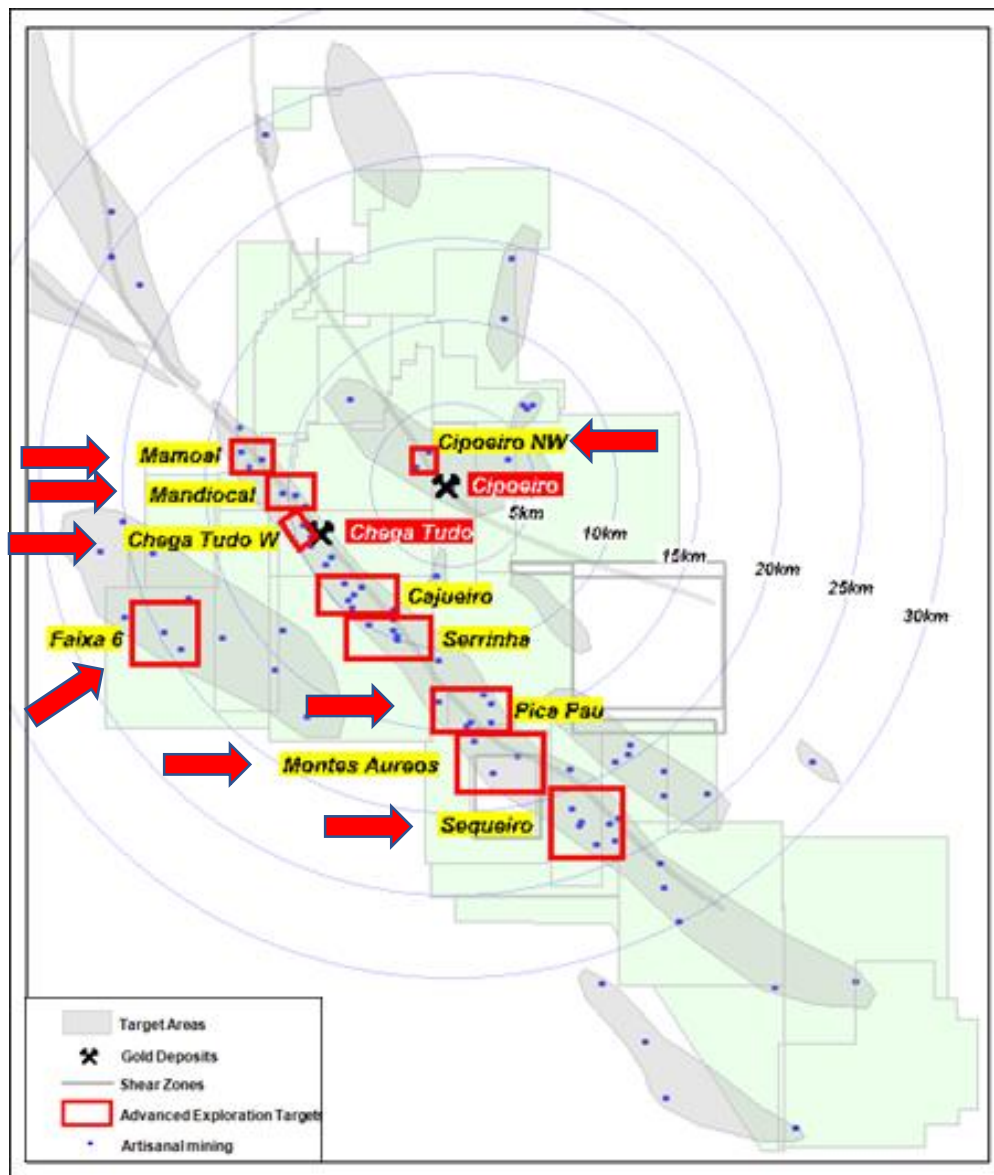 Cipoeiro NW
Mamoal
Cipoeiro
Mandiocal
5km
Chega Tudo
Chega Tudo W
10km
15km
20km
Cajueiro
25km
30km
Faixa 6
Serrinha
Pica Pau
Montes Aureos
Sequeiro
Target Areas
Gold Deposits
Shear Zones
Advanced Exploration Targets
Artisanal mining